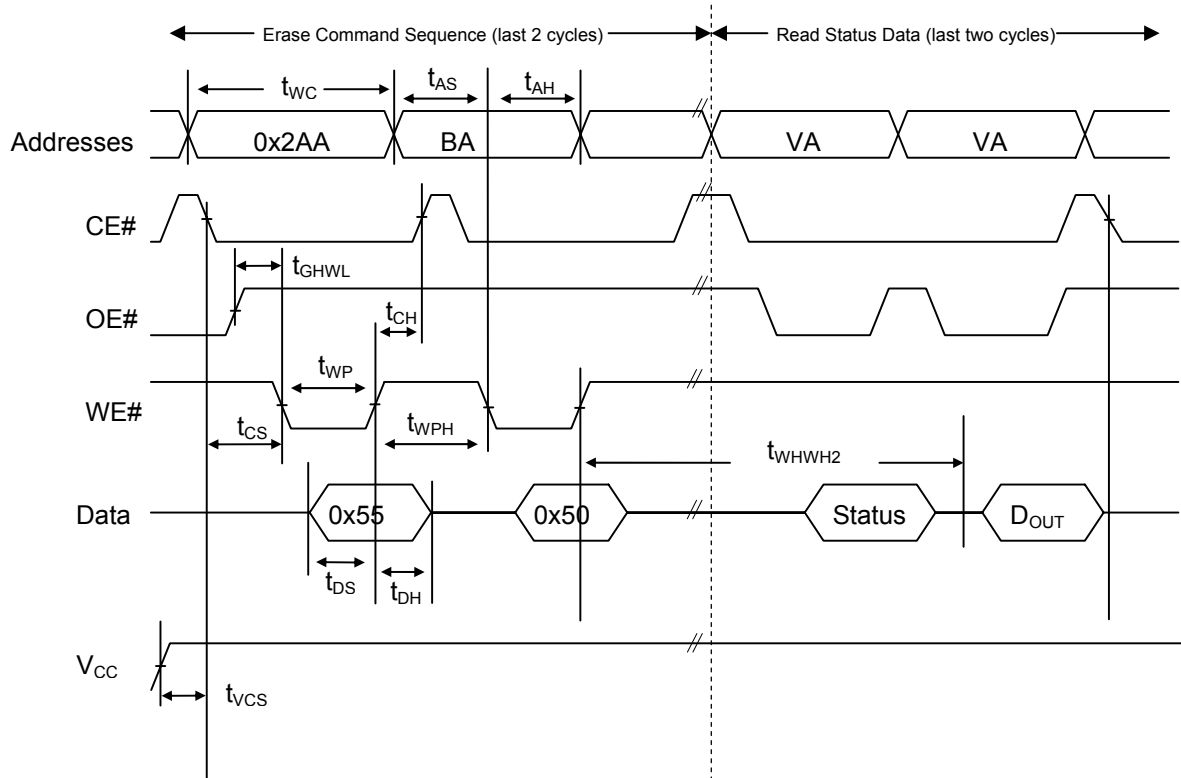 Erase Command Sequence (last 2 cycles) Read Status Data (last two cycles)
tWC tAS tAH
Addresses 0x2AA BA VA VA
CE#
tGHWL
OE#
tCH
tWP
WE#
tCS tWPH
tWHWH2
Data 0x55 0x50 Status DOUT
tDS tDH
VCC
tVCS